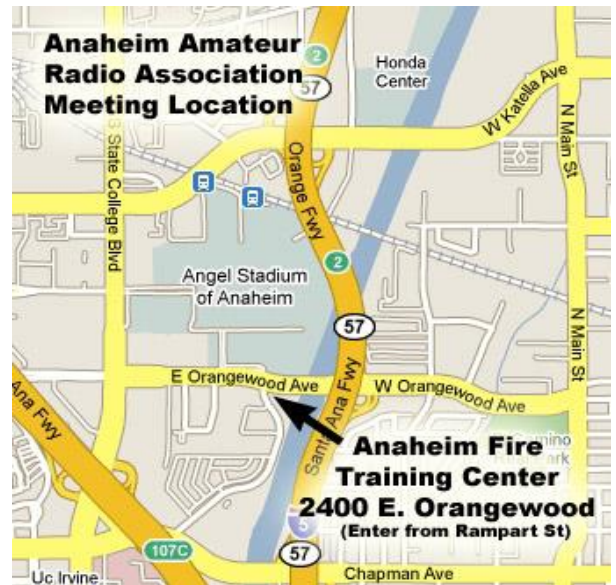 Anaheim Amateur
Radio Association
Meeting Location
2
57
Honda
Center
W Katella Ave
N Main St
S State College Blvd
Orange Fwy
Angel Stadium
of Anaheim
2
57
E Orangewood Ave
W Orangewood Ave
N Main St
Ana Fwy
Santa Ana Fwy
Anaheim Fire
Training Center
2400 E. Orangewood
(Enter from Rampart St)
5
107C
57
Chapman Ave
Uc Irvine